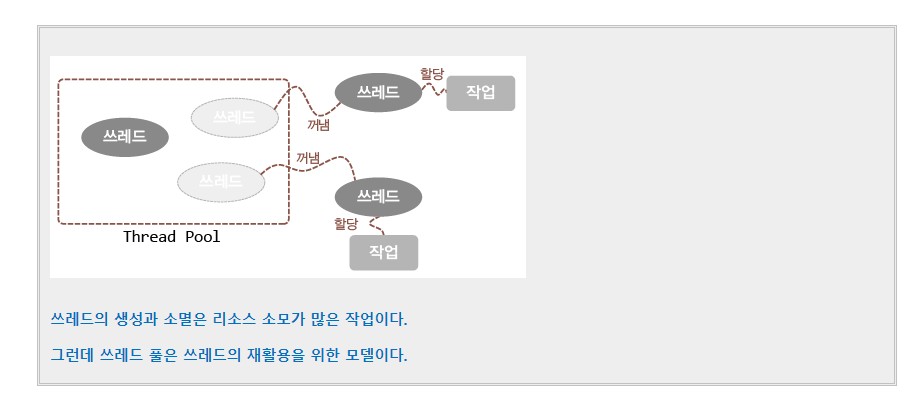 할당
쓰레드
작업
쓰레드
꺼냄
쓰레드
꺼냄
쓰레드
쓰레드
할당
Thread Pool
작업
쓰레드의 생성과 소멸은 리소스 소모가 많은 작업이다.
그런데 쓰레드 풀은 쓰레드의 재활용을 위한 모델이다.